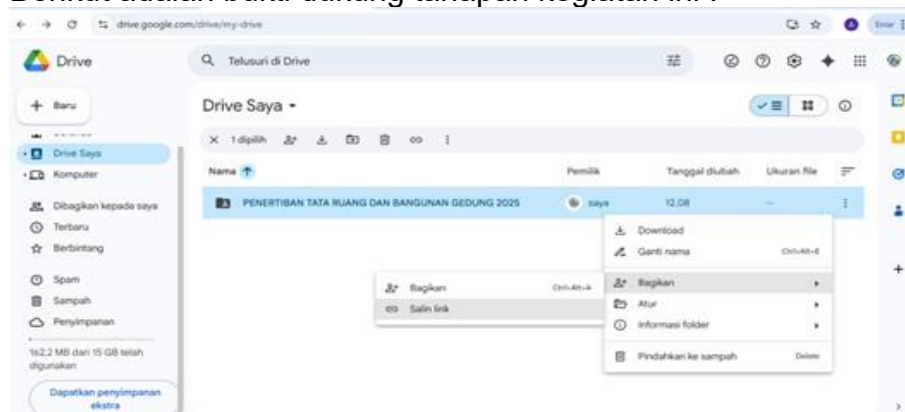 Berikut adalah bukti dukung tahapan kegiatan ini :
drive.google.com/drive/my-drive
Error
Drive
Telusuri di Drive
Baru
Drive Saya
1 dipilih
Drive Saya
Komputer
Nama
Pemilik
Tanggal diubah
Ukuran file
PENERTIBAN TATA RUANG DAN BANGUNAN GEDUNG 2025
saya
12.08
Dibagikan kepada saya
Terbaru
Berbintang
Download
Ganti nama
Ctrl+Alt+E
Spam
Sampah
Penyimpanan
Bagikan
Ctrl+Alt+A
Salin link
Bagikan
Atur
Informasi folder
Pindahkan ke sampah
Delete
162,2 MB dari 15 GB telah
digunakan
Dapatkan penyimpanan
ekstra